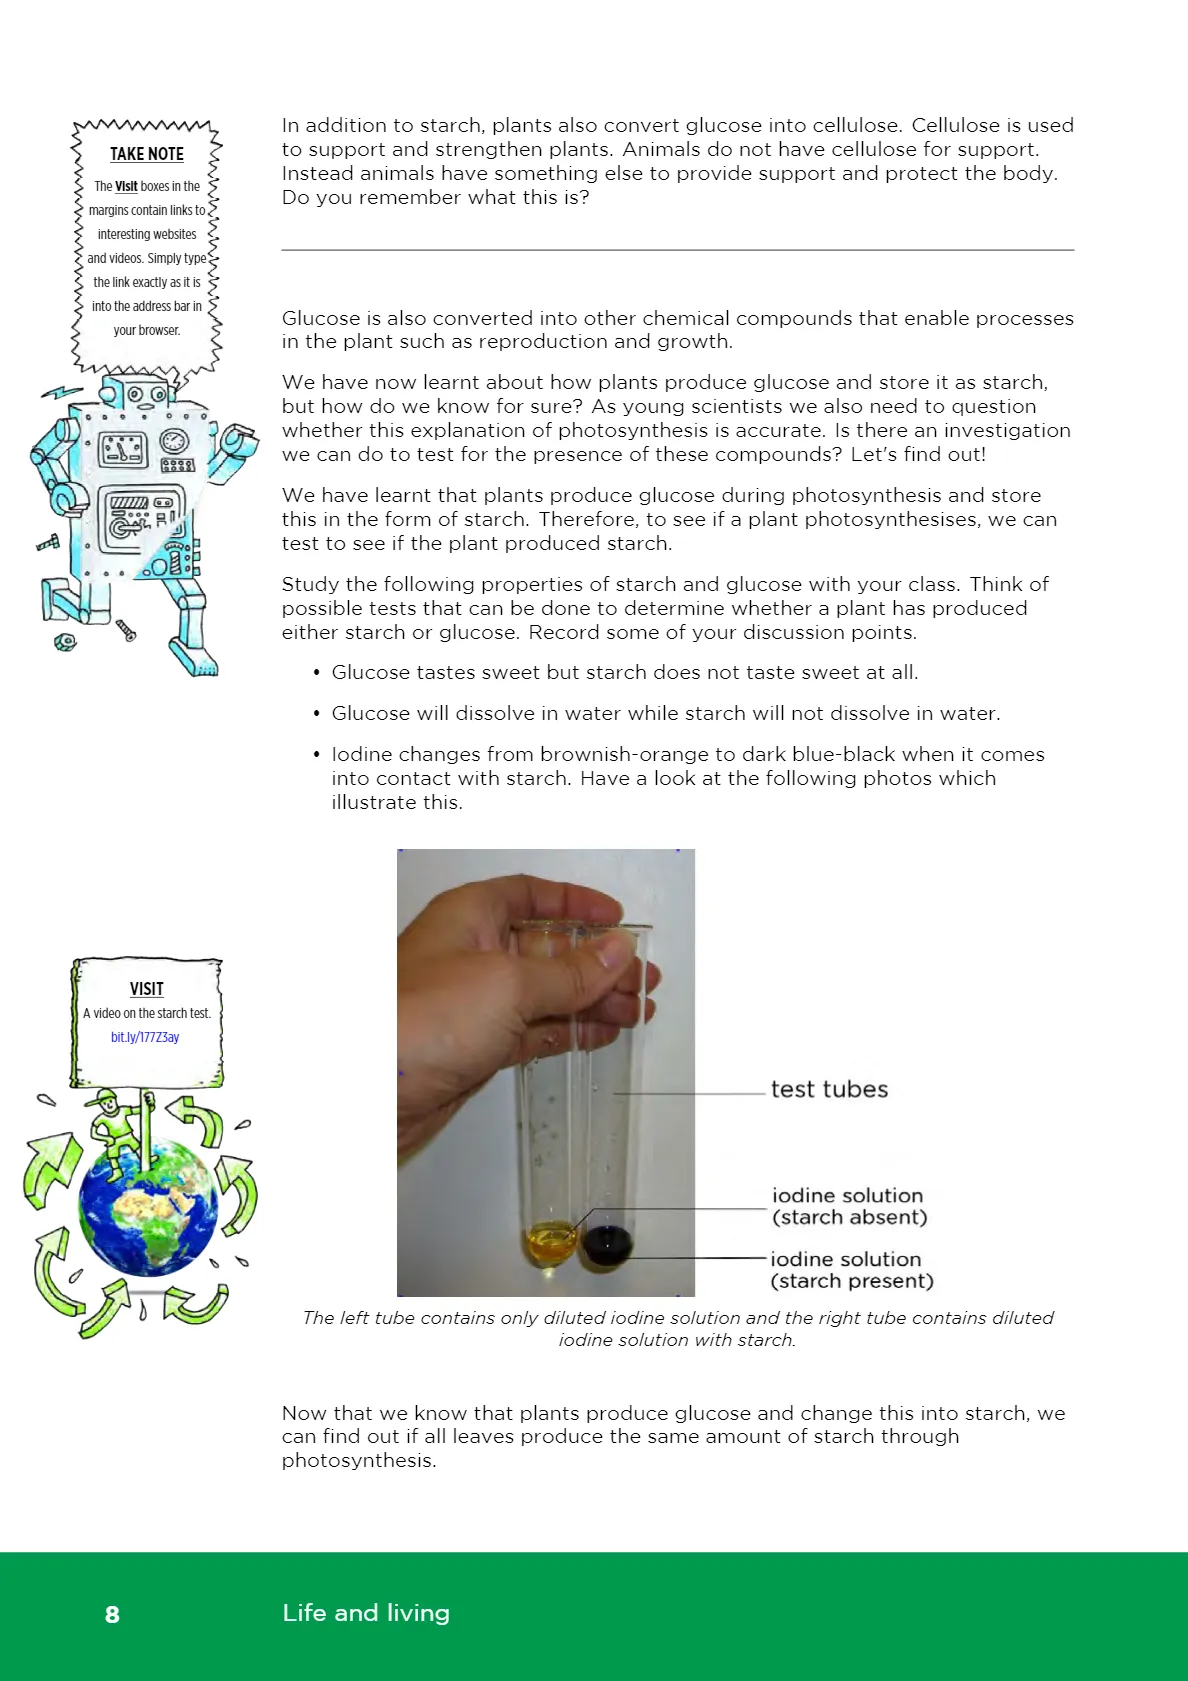 In addition to starch, plants also convert glucose into cellulose. Cellulose is used
to support and strengthen plants. Animals do not have cellulose for support.
Instead animals have something else to provide support and protect the body.
Do you remember what this is?
TAKE NOTE
The Visit boxes in the
margins contain links to
interesting websites
and videos. Simply type
the link exactly as it is
into the address bar in
your browser.
Glucose is also converted into other chemical compounds that enable processes
in the plant such as reproduction and growth.
We have now learnt about how plants produce glucose and store it as starch,
but how do we know for sure? As young scientists we also need to question
whether this explanation of photosynthesis is accurate. Is there an investigation
we can do to test for the presence of these compounds? Let's find out!
We have learnt that plants produce glucose during photosynthesis and store
this in the form of starch. Therefore, to see if a plant photosynthesises, we can
test to see if the plant produced starch.
Study the following properties of starch and glucose with your class. Think of
possible tests that can be done to determine whether a plant has produced
either starch or glucose. Record some of your discussion points.
• Glucose tastes sweet but starch does not taste sweet at all.
• Glucose will dissolve in water while starch will not dissolve in water.
• Iodine changes from brownish-orange to dark blue-black when it comes
into contact with starch. Have a look at the following photos which
illustrate this.
VISIT
A video on the starch test.
bit.ly/177Z3ay
test tubes
iodine solution
(starch absent)
iodine solution
(starch present)
The left tube contains only diluted iodine solution and the right tube contains diluted
iodine solution with starch.
Now that we know that plants produce glucose and change this into starch, we
can find out if all leaves produce the same amount of starch through
photosynthesis.
8
Life and living